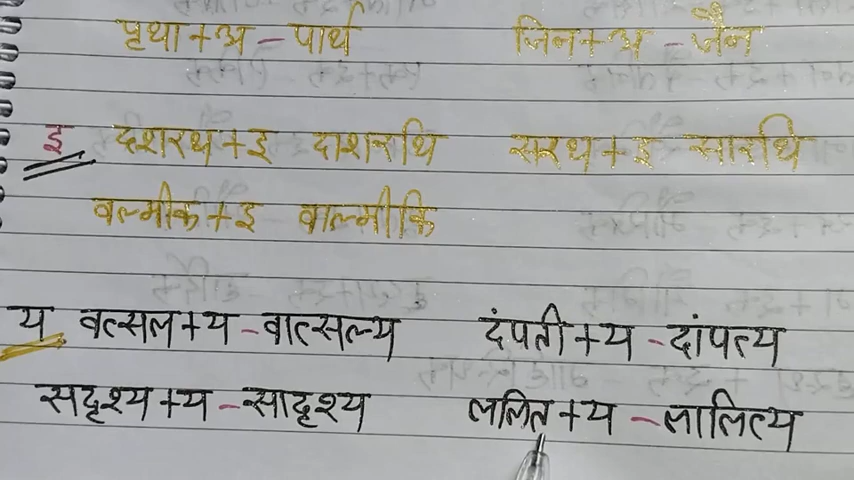 पृथा + अ - पार्थ जिन + अ - जैन
इ दशरथ + इ दाशरथि सरथ + इ सारथि
वल्मीक + इ वाल्मीकि
य वत्सल + य - वात्सल्य दंपती + य - दांपत्य
सदृश्य + य - सादृश्य ललित + य - लालित्य